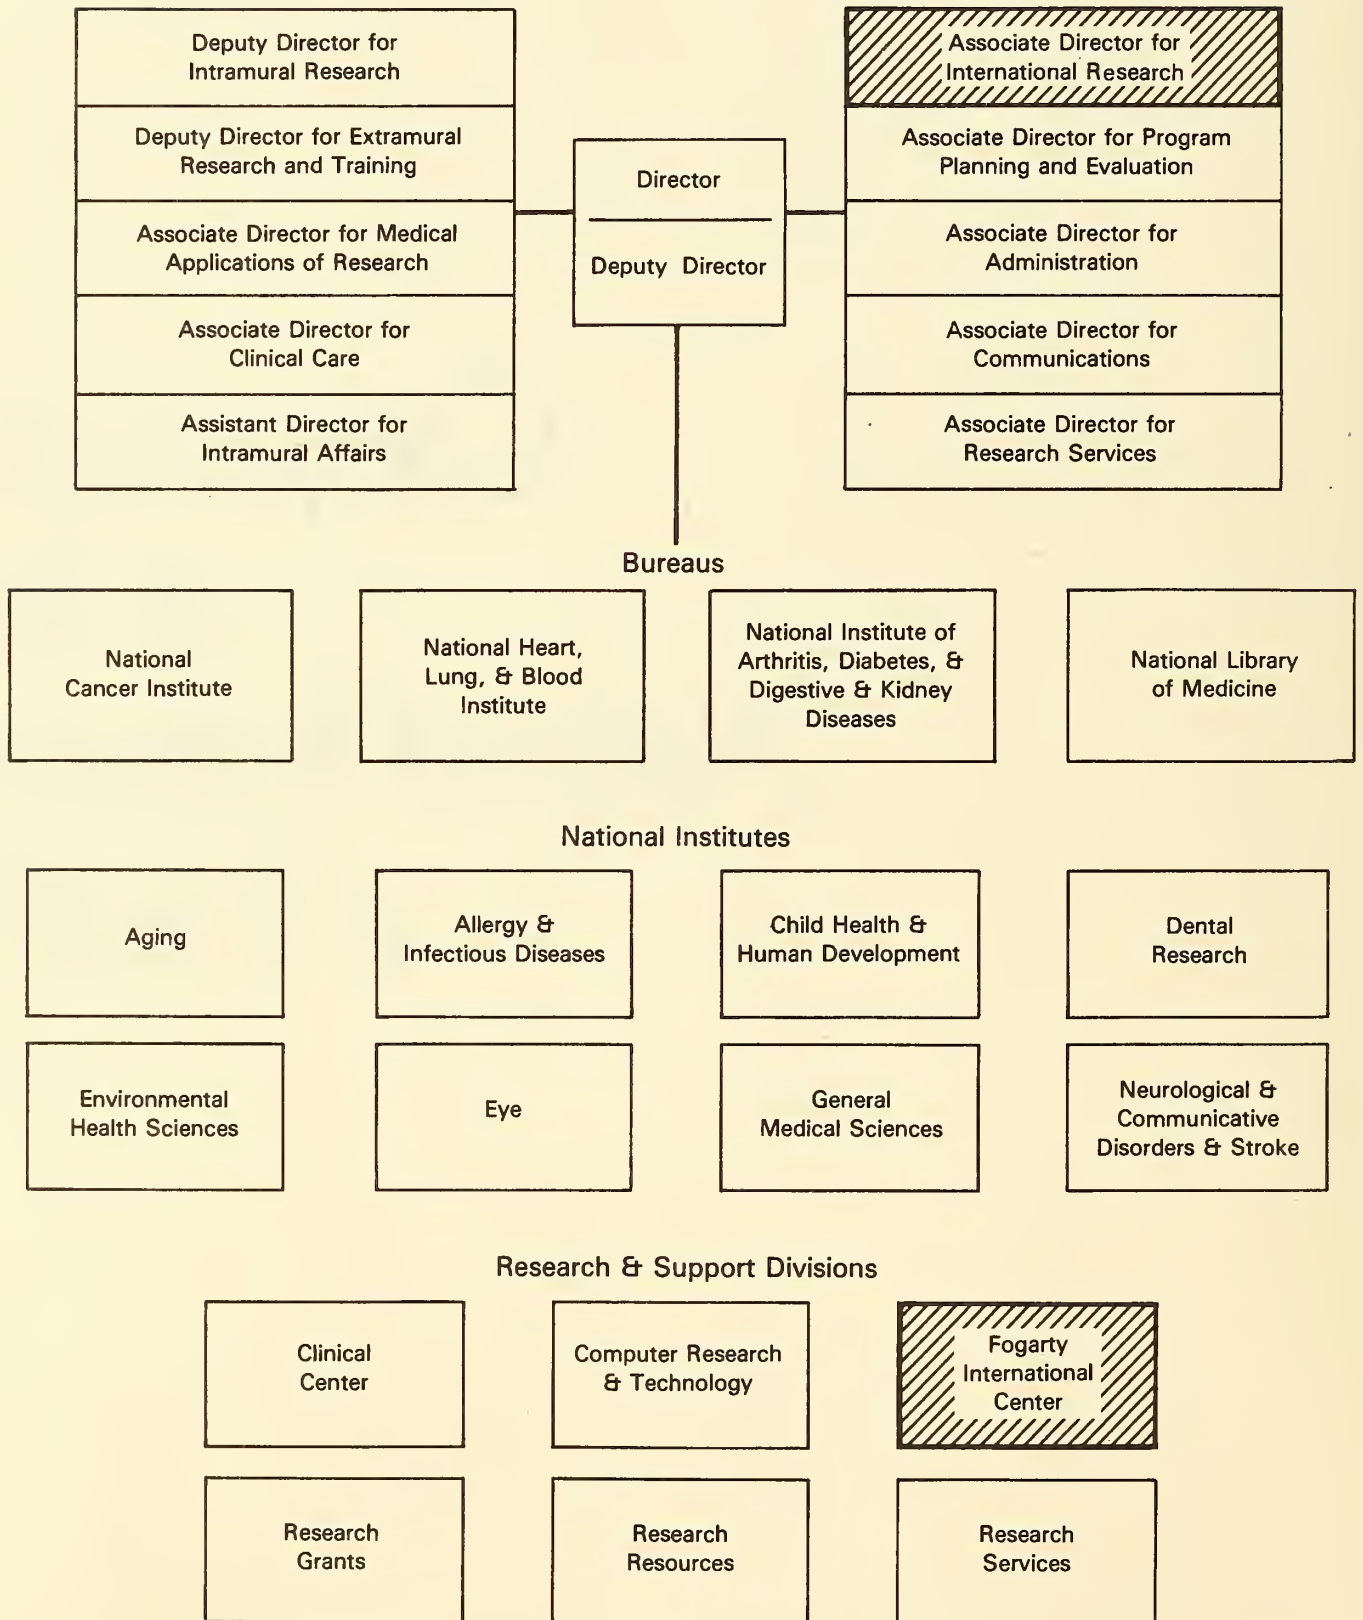 Deputy Director for
Intramural Research
Deputy Director for Extramural
Research and Training
Associate Director for Medical
Applications of Research
Associate Director for
Clinical Care
Assistant Director for
Intramural Affairs
Director
Deputy Director
Associate Director for
International Research
Associate Director for Program
Planning and Evaluation
Associate Director for
Administration
Associate Director for
Communications
Associate Director for
Research Services
Bureaus
National
Cancer Institute
National Heart,
Lung, & Blood
Institute
National Institute of
Arthritis, Diabetes, &
Digestive & Kidney
Diseases
National Library
of Medicine
National Institutes
Aging
Allergy &
Infectious Diseases
Child Health &
Human Development
Dental
Research
Environmental
Health Sciences
Eye
General
Medical Sciences
Neurological &
Communicative
Disorders & Stroke
Research & Support Divisions
Clinical
Center
Computer Research
& Technology
Fogarty
International
Center
Research
Grants
Research
Resources
Research
Services